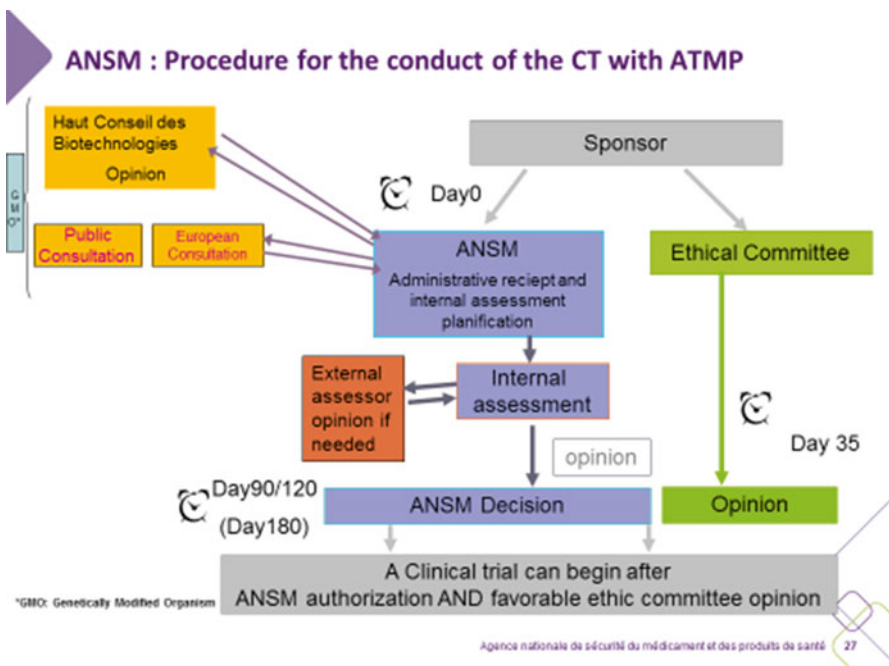 ANSM : Procedure for the conduct of the CT with ATMP
Haut Conseil des
Biotechnologies
Opinion
Sponsor
G
M
O*
Day0
Public
Consultation
European
Consultation
ANSM
Administrative reciept and
internal assessment
planification
Ethical Committee
External
assessor
opinion if
needed
Internal
assessment
Day 35
opinion
Day90/120
(Day180)
ANSM Decision
Opinion
A Clinical trial can begin after
ANSM authorization AND favorable ethic committee opinion
*GMO: Genetically Modified Organism
Agence nationale de sécurité du médicament et des produits de santé
27